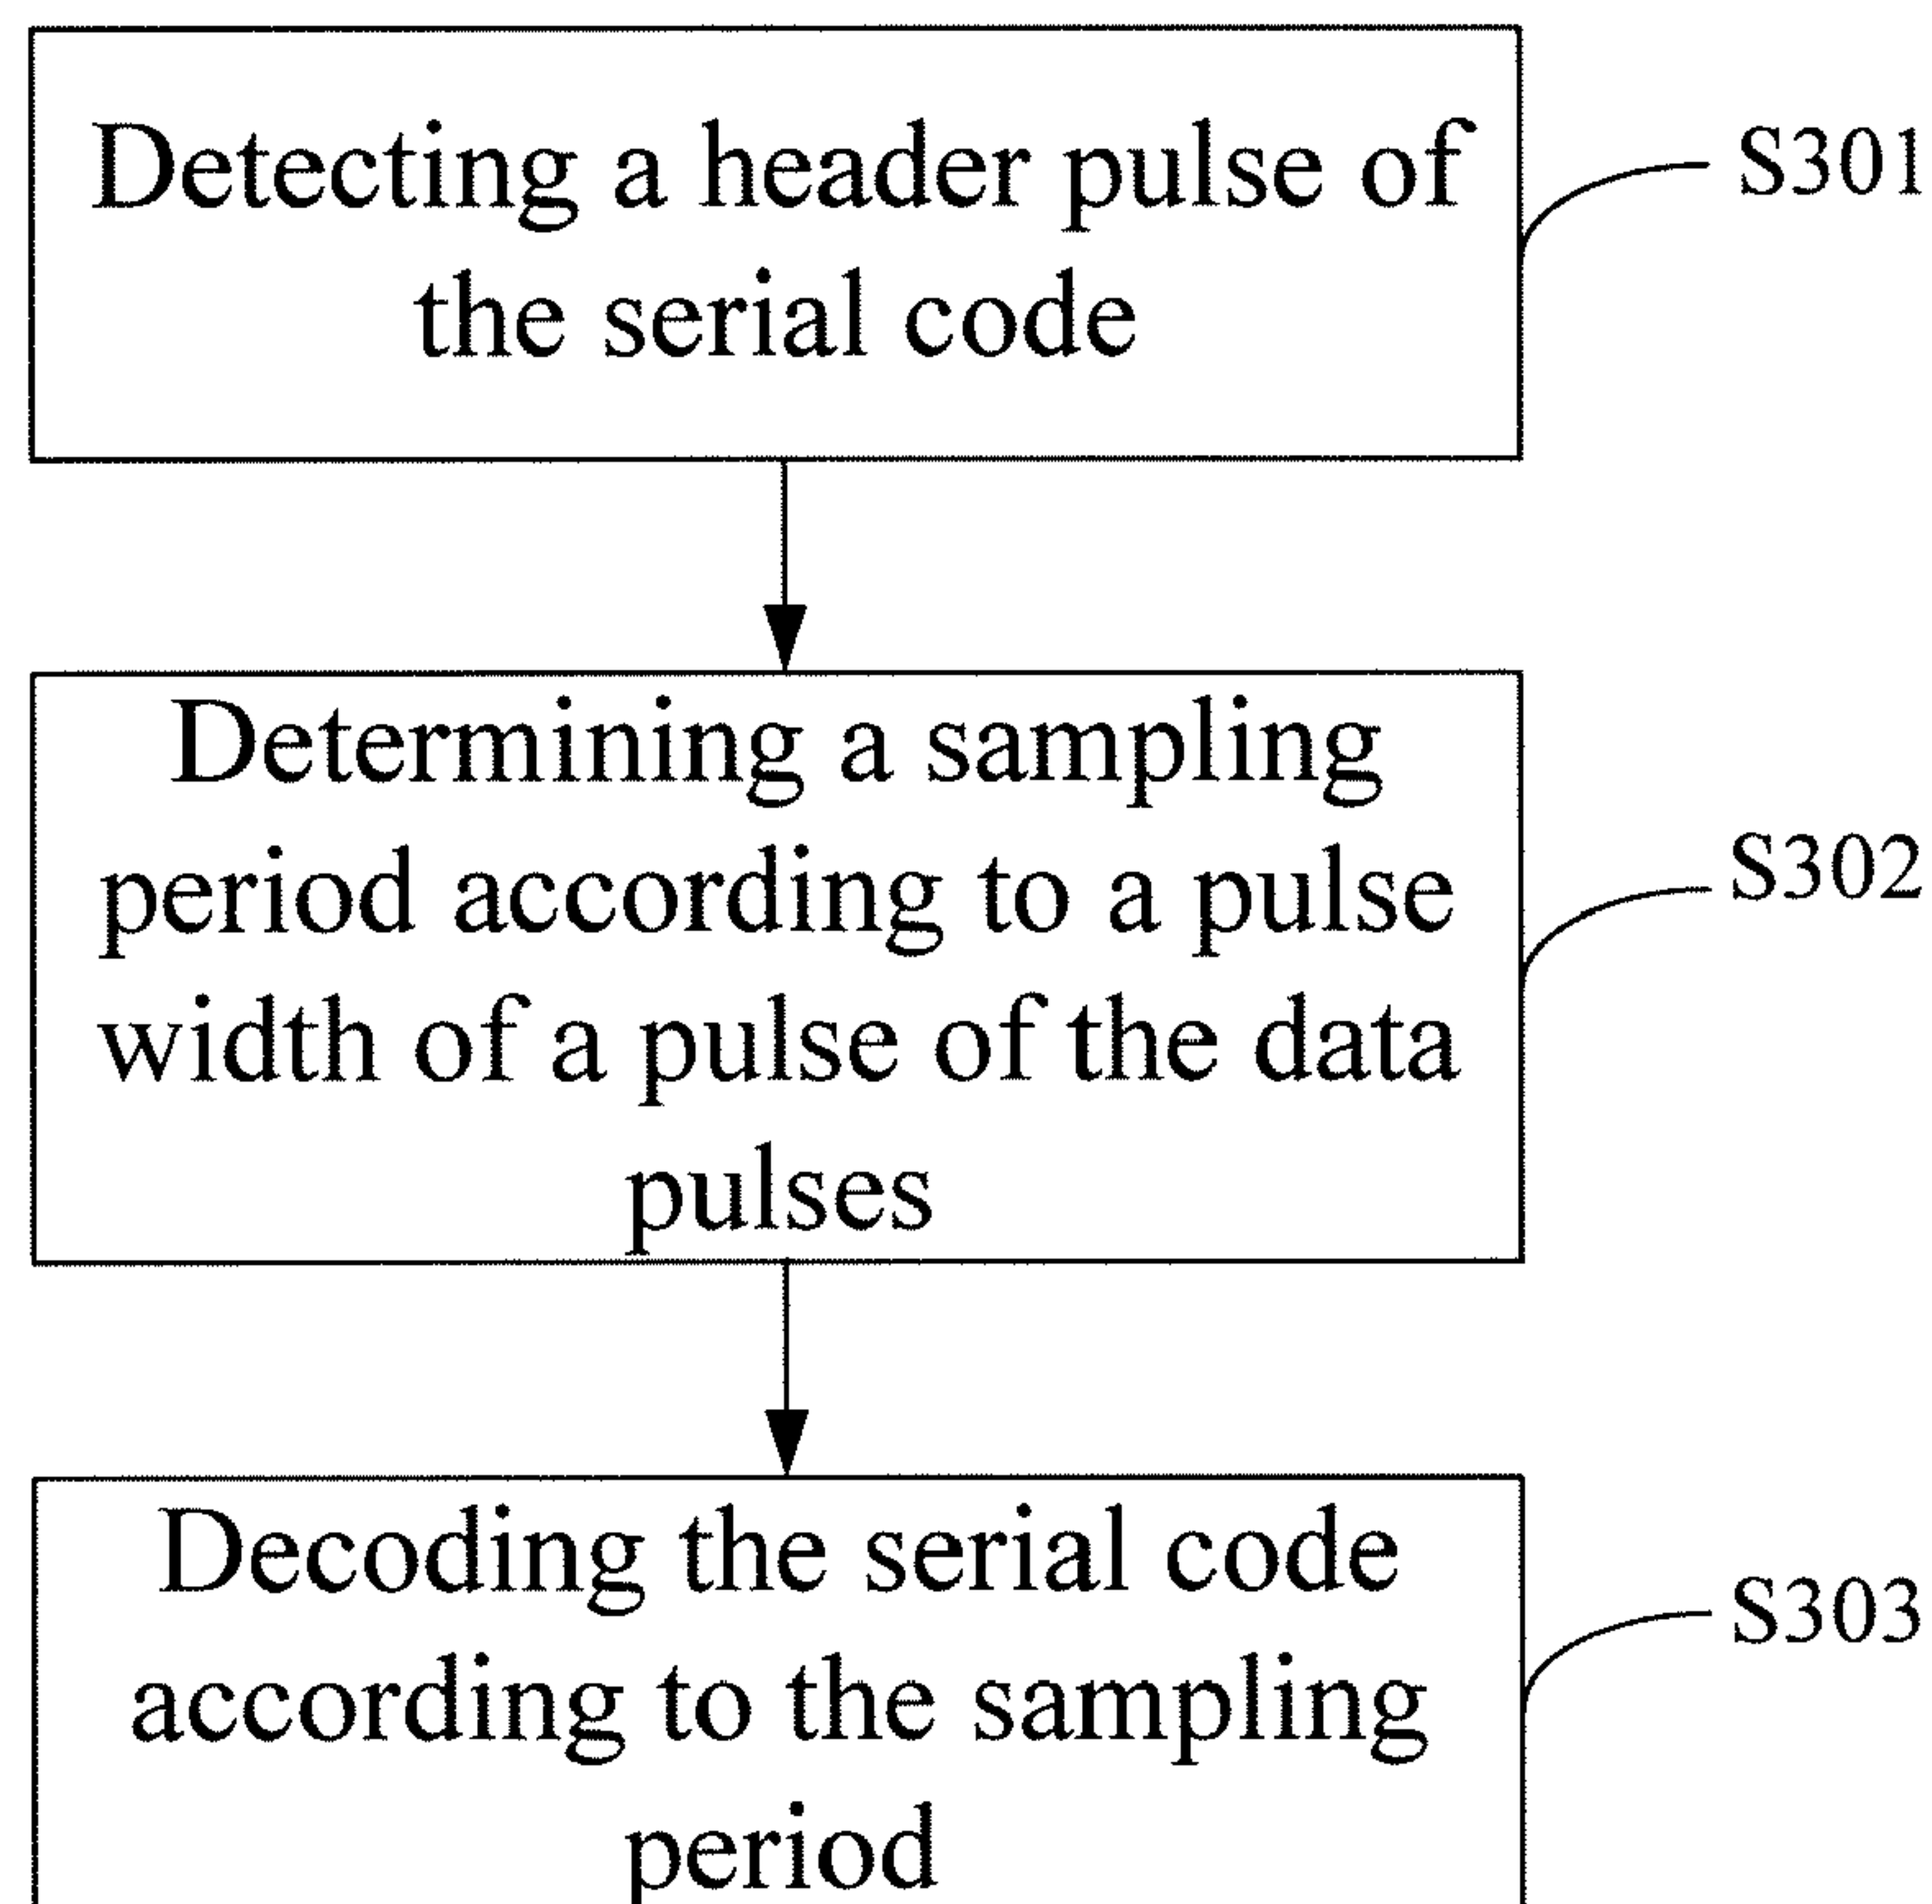 Detecting a header pulse of
the serial code
S301
Determining a sampling
period according to a pulse
width of a pulse of the data
pulses
S302
Decoding the serial code
according to the sampling
period
S303